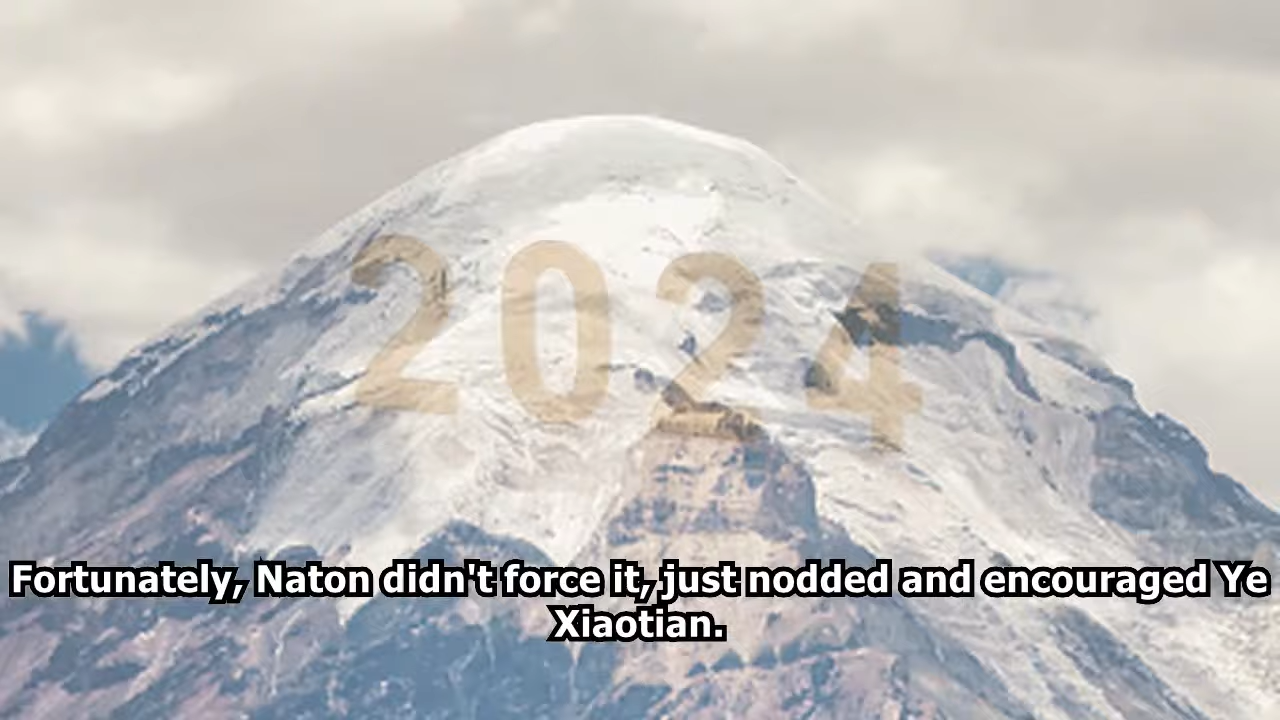 2024
Fortunately, Naton didn't force it, just nodded and encouraged Ye
Xiaotian.